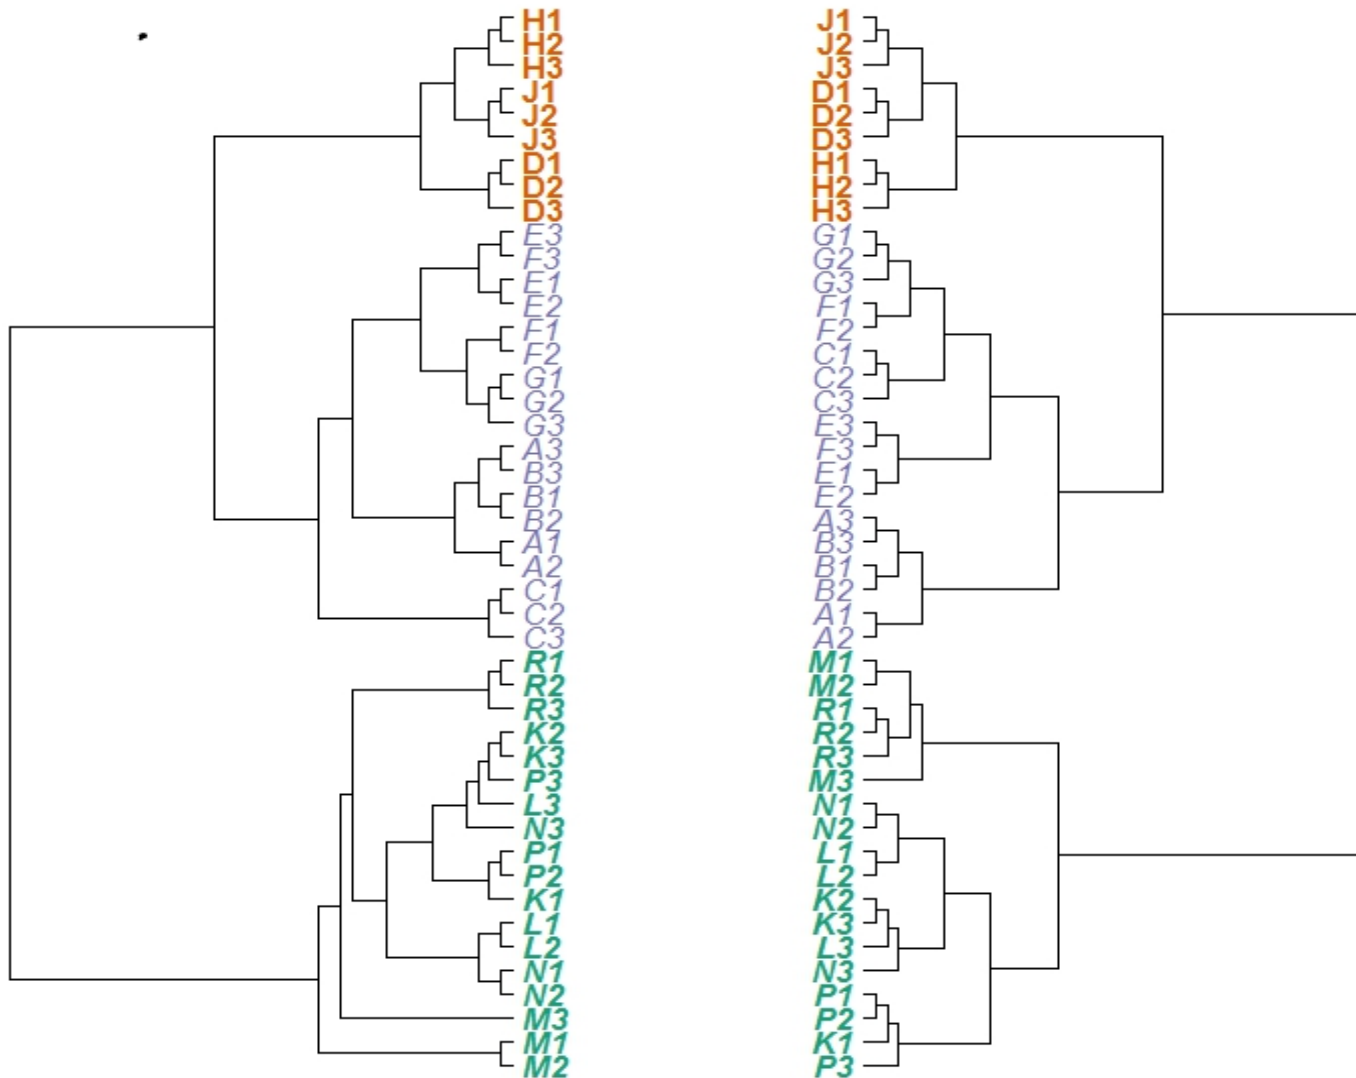 H1 J1
H2 J2
H3 J3
J1 D1
J2 D2
J3 D3
D1 H1
D2 H2
D3 H3
E3 G1
F3 G2
E1 G3
E2 F1
F1 F2
F2 C1
G1 C2
G2 C3
G3 E3
A3 F3
B3 E1
B1 E2
B2 A3
A1 B3
A2 B1
C1 B2
C2 A1
C3 A2
R1 M1
R2 M2
R3 R1
K2 R2
K3 R3
P3 M3
L3 N1
N3 N2
P1 L1
P2 L2
K1 K2
L1 K3
L2 L3
N1 N3
N2 P1
M3 P2
M1 K1
M2 P3